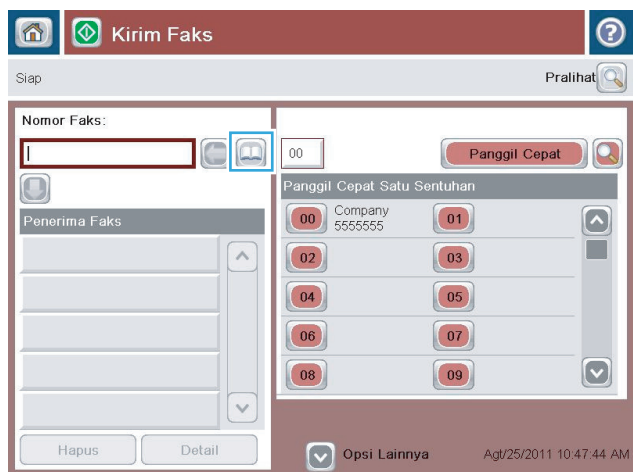 Kirim Faks
Siap
Pralihat
Nomor Faks:
00
Panggil Cepat
Penerima Faks
Panggil Cepat Satu Sentuhan
00 Company 01
5555555
02 03
04 05
06 07
08 09
Hapus Detail
Opsi Lainnya
Agt/25/2011 10:47:44 AM